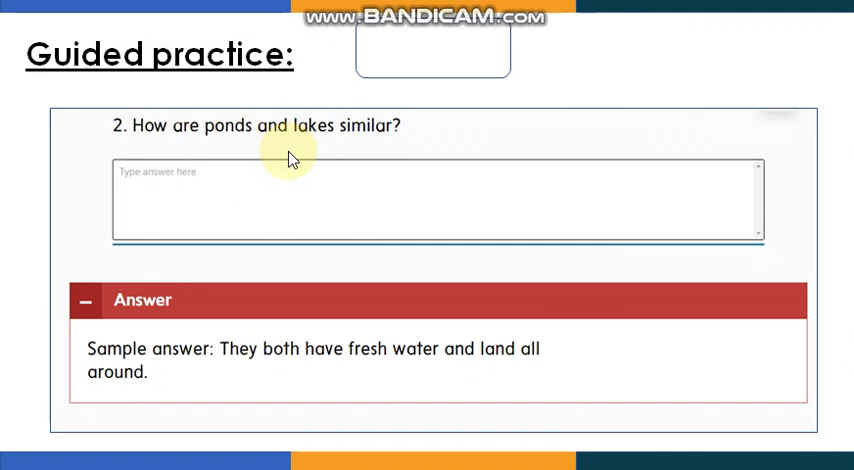 www.BANDICAM.com
Guided practice:
2. How are ponds and lakes similar?
Type answer here
Answer
Sample answer: They both have fresh water and land all
around.